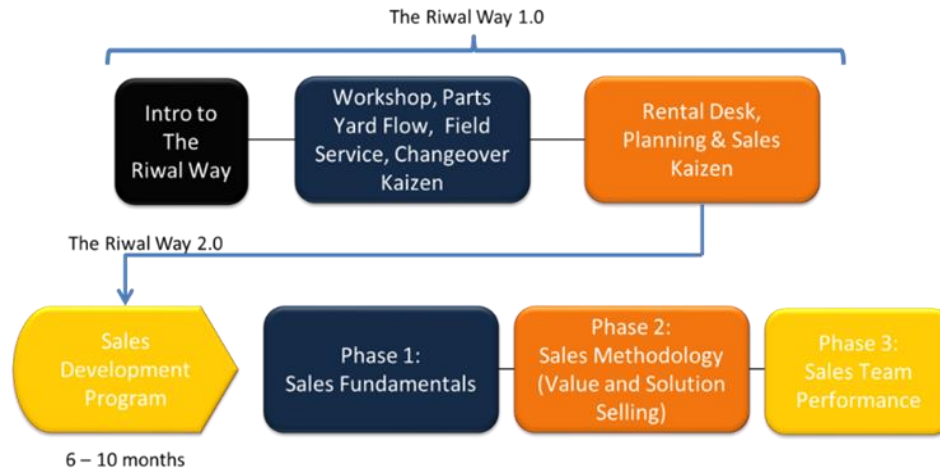 The Riwal Way 1.0
Intro to
The
Riwal Way
Workshop, Parts
Yard Flow, Field
Service, Changeover
Kaizen
Rental Desk,
Planning & Sales
Kaizen
The Riwal Way 2.0
Sales
Development
Program
6 – 10 months
Phase 1:
Sales Fundamentals
Phase 2:
Sales Methodology
(Value and Solution
Selling)
Phase 3:
Sales Team
Performance